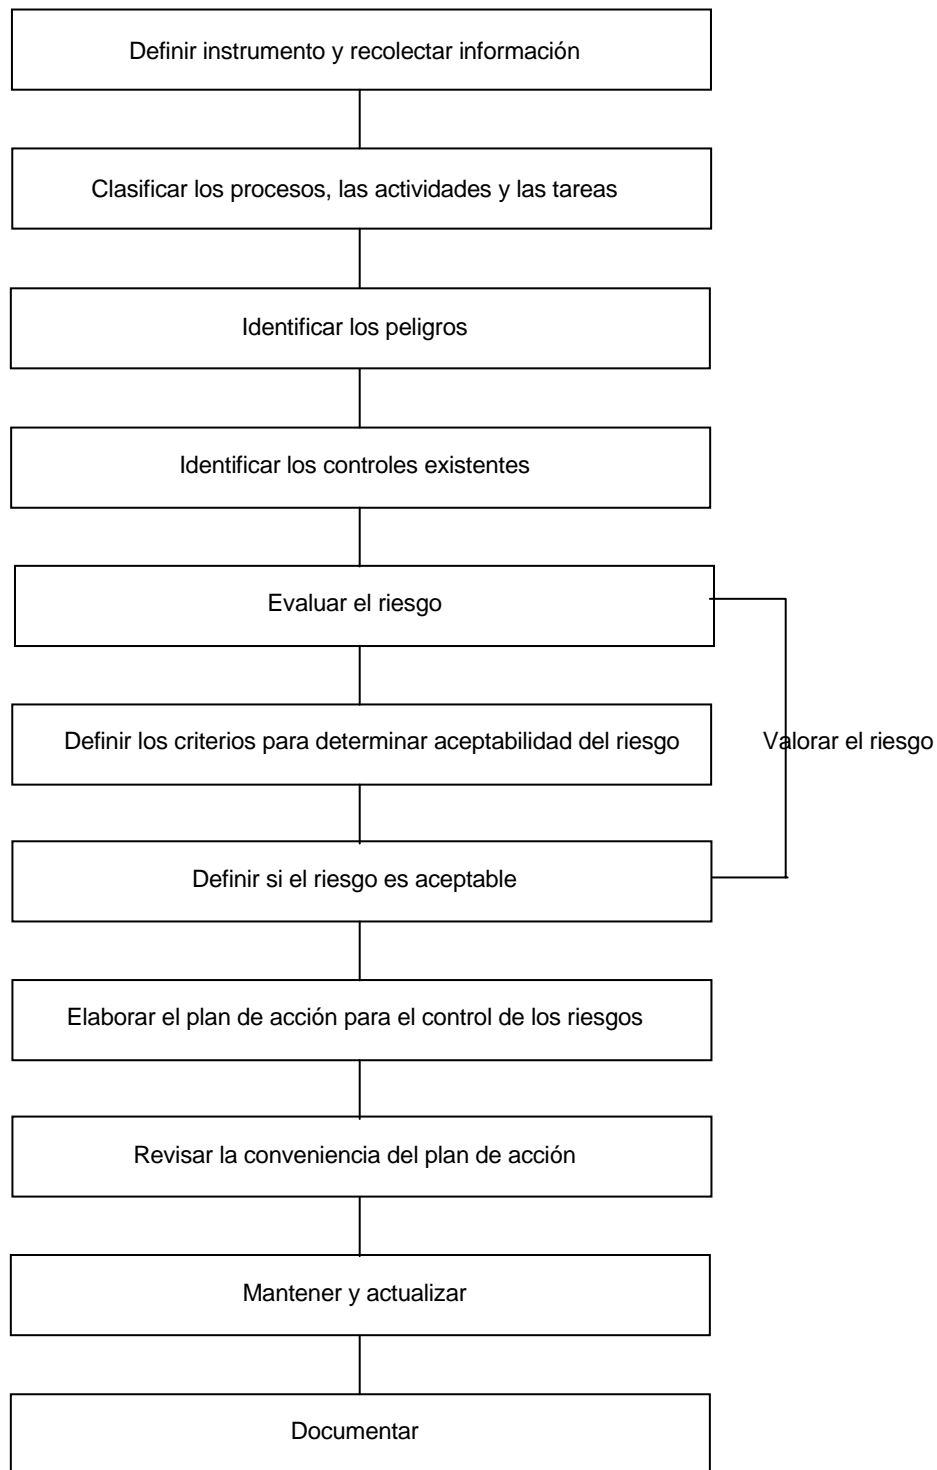 Definir instrumento y recolectar información
Clasificar los procesos, las actividades y las tareas
Identificar los peligros
Identificar los controles existentes
Evaluar el riesgo
Definir los criterios para determinar aceptabilidad del riesgo
Valorar el riesgo
Definir si el riesgo es aceptable
Elaborar el plan de acción para el control de los riesgos
Revisar la conveniencia del plan de acción
Mantener y actualizar
Documentar